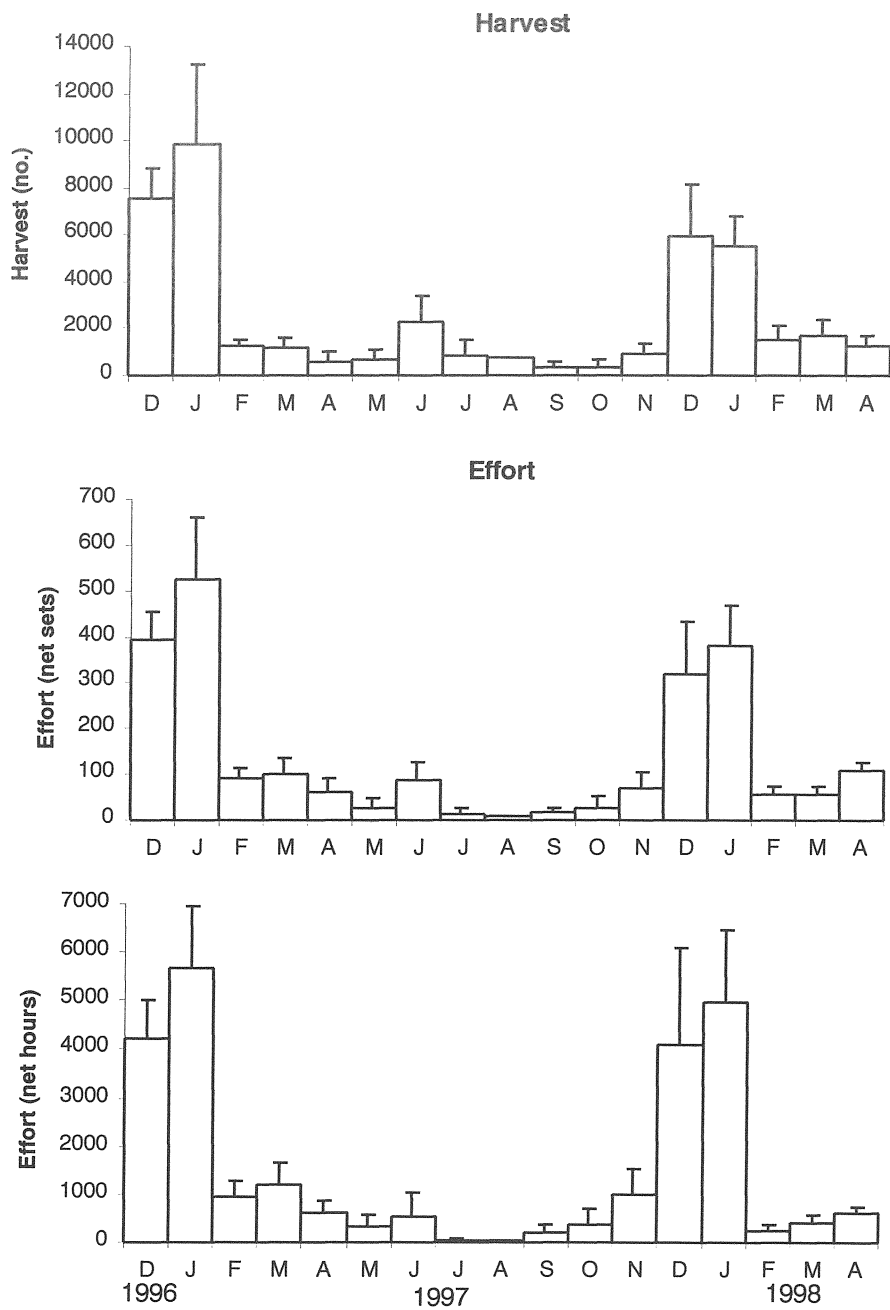 Harvest
14000
12000
10000
8000
6000
4000
2000
0
Harvest (no.)
D J F M A M J J A S O N D J F M A
Effort
700
600
500
400
300
200
100
0
Effort (net sets)
D J F M A M J J A S O N D J F M A
7000
6000
5000
4000
3000
2000
1000
0
Effort (net hours)
D J F M A M J J A S O N D J F M A
1996 1997 1998